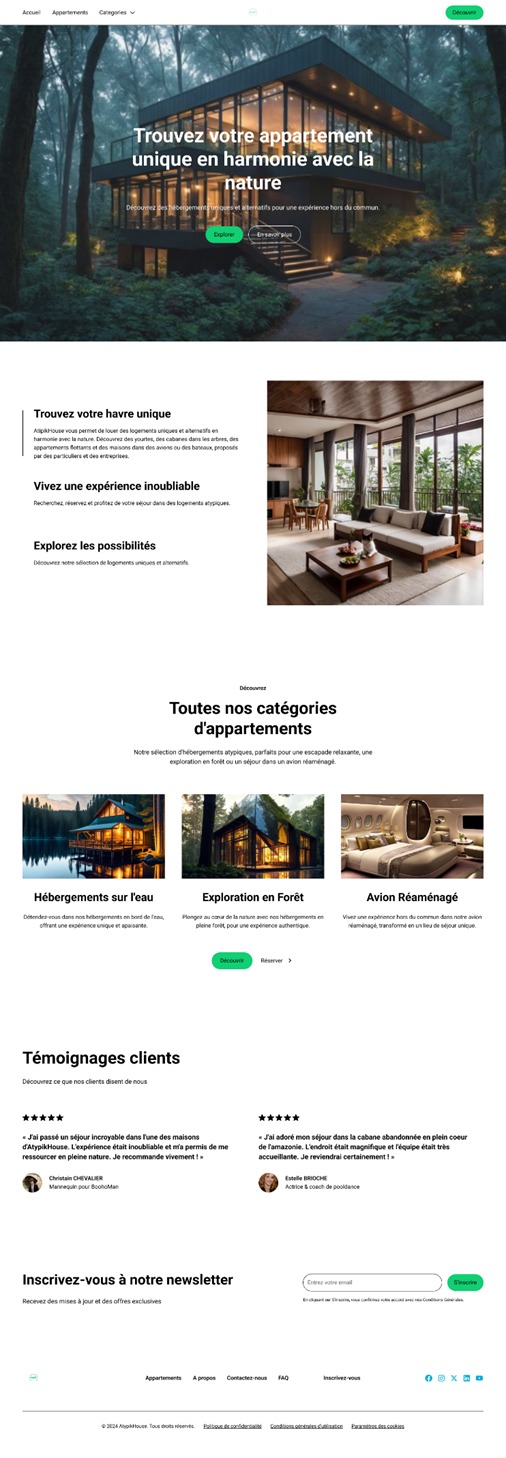 Accueil Appartements Categories Découvrir
Trouvez votre appartement
unique en harmonie avec la
nature
Découvrez des hébergements uniques et alternatifs pour une expérience hors du commun.
Explorer En savoir plus
Trouvez votre havre unique
AtipikHouse vous permet de louer des logements uniques et alternatifs en
harmonie avec la nature. Découvrez des yourtes, des cabanes dans les arbres, des
appartements flottants et des maisons dans des avions ou des bateaux, proposés
par des particuliers et des entreprises.
Vivez une expérience inoubliable
Recherchez, réservez et profitez de votre séjour dans des logements atypiques.
Explorez les possibilités
Découvrez notre sélection de logements uniques et alternatifs.
Découvrez
Toutes nos catégories
d'appartements
Notre sélection d'hébergements atypiques, parfaits pour une escapade relaxante, une
exploration en forêt ou un séjour dans un avion réaménagé.
Hébergements sur l'eau
Détendez-vous dans nos hébergements en bord de l'eau,
offrant une expérience unique et apaisante.
Exploration en Forêt
Plongez au cœur de la nature avec nos hébergements en
pleine forêt, pour une expérience authentique.
Avion Réaménagé
Vivez une expérience hors du commun dans notre avion
réaménagé, transformé en un lieu de séjour unique.
Découvrir Réserver
Témoignages clients
Découvrez ce que nos clients disent de nous
« J'ai passé un séjour incroyable dans l'une des maisons
d'AtypikHouse. L'expérience était inoubliable et m'a permis de me
ressourcer en pleine nature. Je recommande vivement ! »
Christain CHEVALIER
Mannequin pour BoohoMan
« J'ai adoré mon séjour dans la cabane abandonnée en plein coeur
de l'amazonie. L'endroit était magnifique et l'équipe était très
accueillante. Je reviendrai certainement ! »
Estelle BRIOCHE
Actrice & coach de pooldance
Inscrivez-vous à notre newsletter
Recevez des mises à jour et des offres exclusives
Entrez votre email S'inscrire
En cliquant sur S'inscrire, vous confirmez votre accord avec nos Conditions Générales.
Appartements A propos Contactez-nous FAQ Inscrivez-vous
© 2024 AtypikHouse. Tous droits réservés. Politique de confidentialité Conditions générales d'utilisation Paramètres des cookies